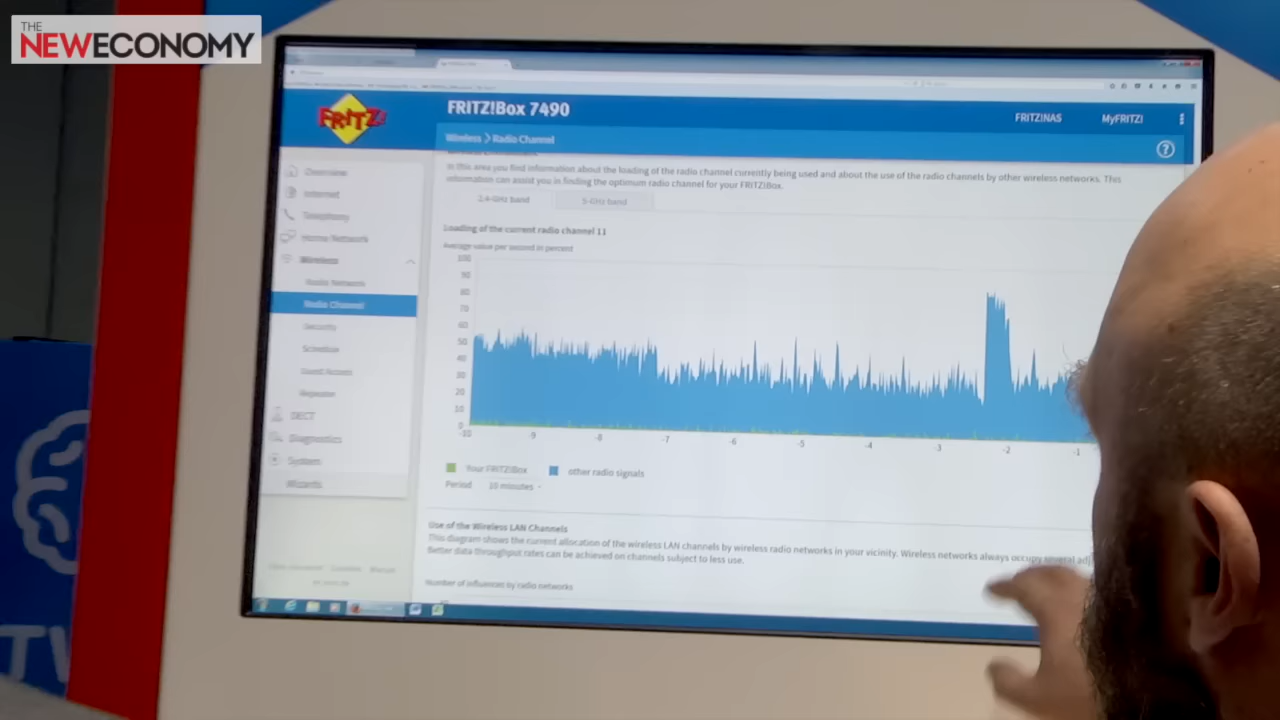 THE
NEWECONOMY
FRITZ!
FRITZ!Box 7490
FRITZ!NAS
MyFRITZ!
Wireless > Radio Channel
?
In this area you find information about the loading of the radio channel currently being used and about the use of the radio channels by other wireless networks. This
information can assist you in finding the optimum radio channel for your FRITZ!Box.
2.4-GHz band
5-GHz band
Overview
Internet
Telephony
Home Network
Wireless
Radio Network
Radio Channel
Security
Guest Access
Repeater
DECT
Diagnostics
System
Wizards
Loading of the current radio channel 11
Average value per second in percent
100
90
80
70
60
50
40
30
20
10
0
-10 -9 -8 -7 -6 -5 -4 -3 -2 -1
Your FRITZ!Box
other radio signals
Period 15 minutes
Use of the Wireless LAN Channels
This diagram shows the current allocation of the wireless LAN channels by wireless radio networks in your vicinity. Wireless networks always occupy several adj
Better data throughput rates can be achieved on channels subject to less use.
Number of influences by radio networks
TV